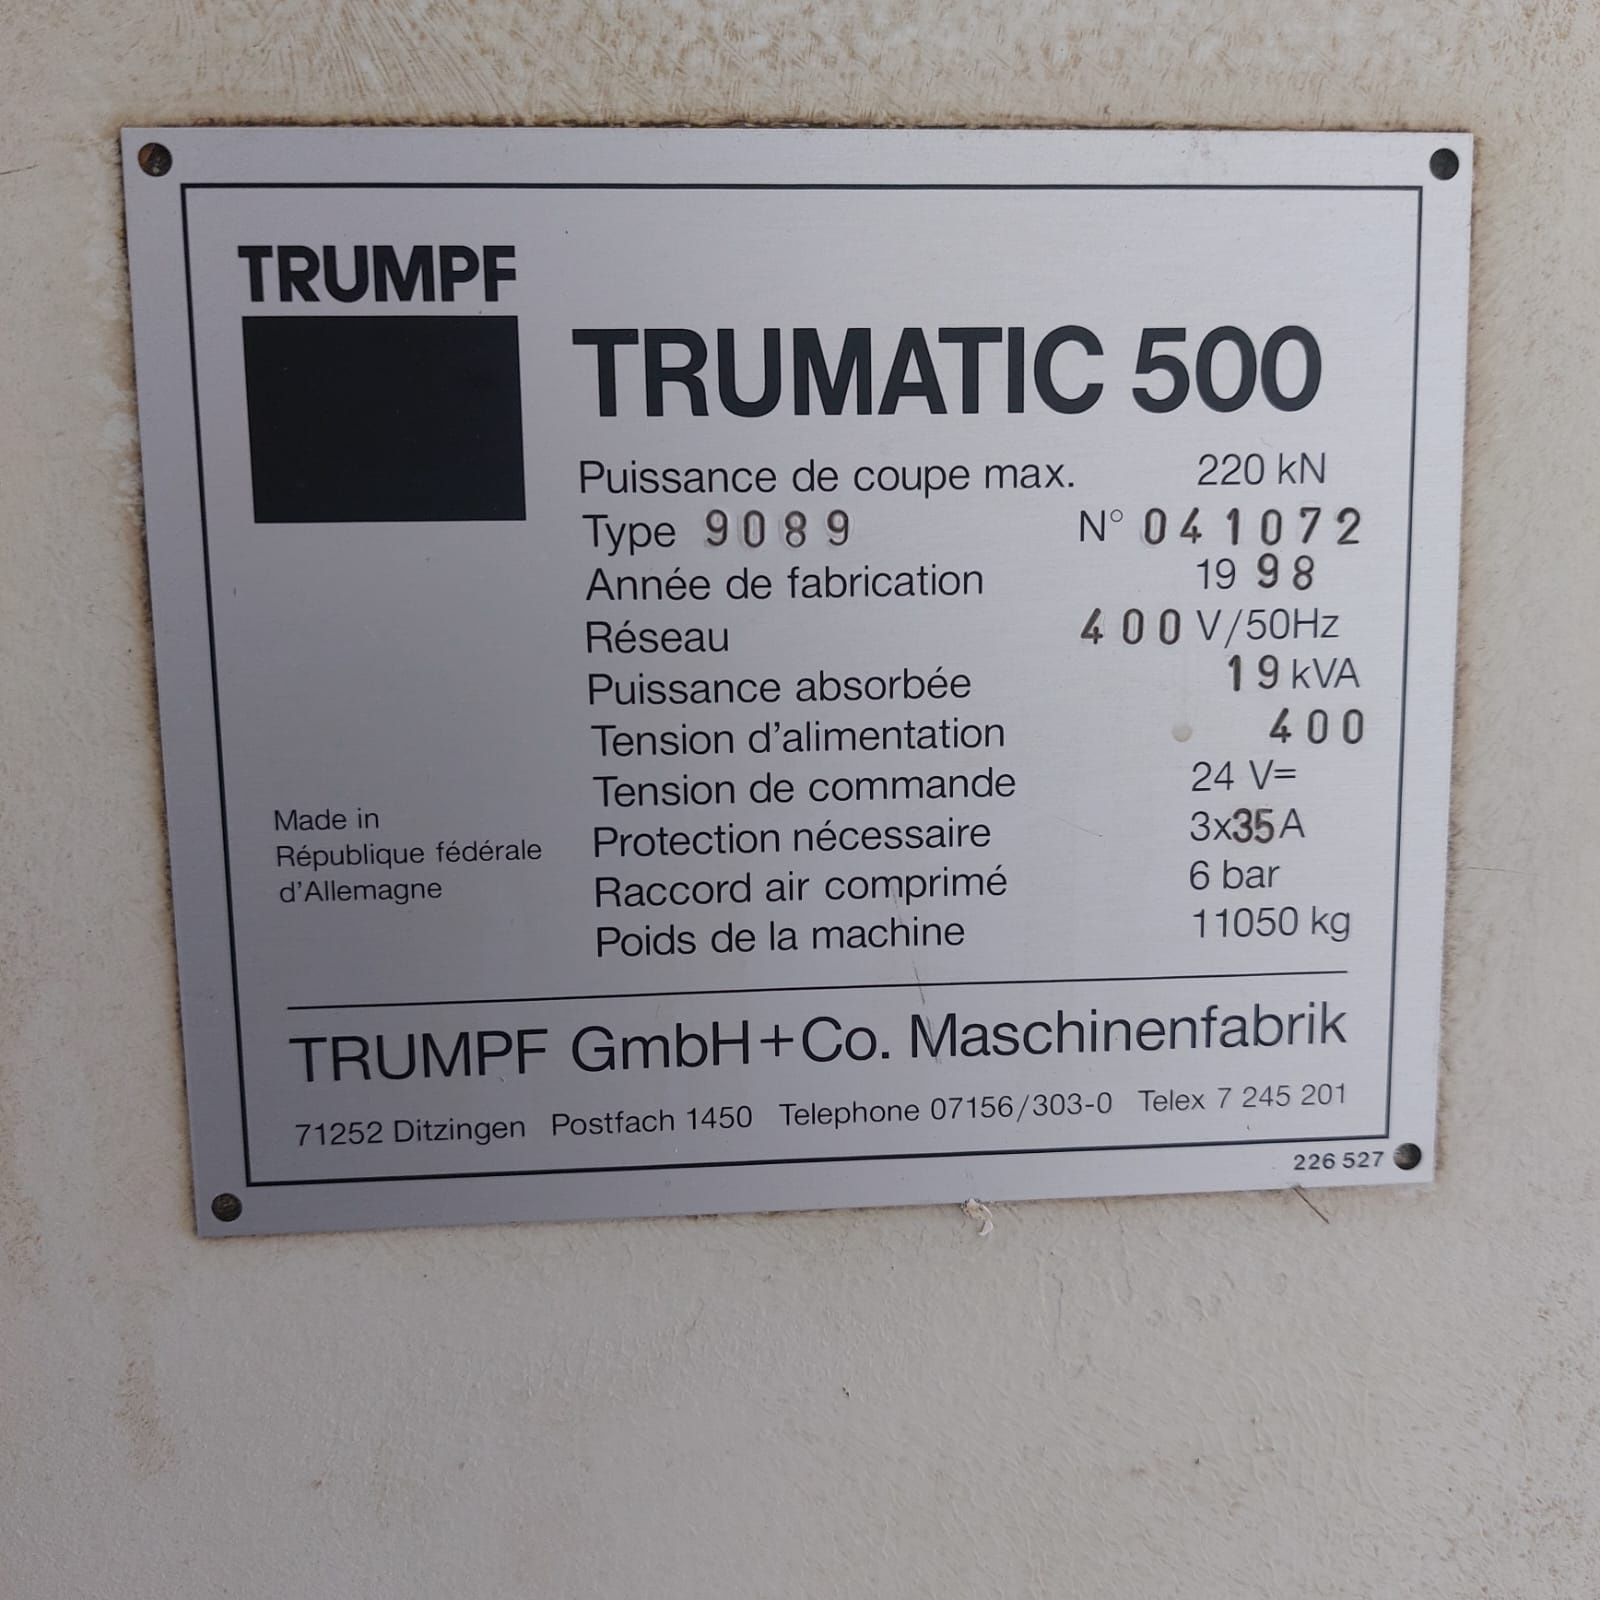 TRUMPF
TRUMATIC 500
Puissance de coupe max. 220 kN
Type 9089 N° 041072
Année de fabrication 1998
Réseau 400 V/50Hz
Puissance absorbée 19 kVA
Tension d'alimentation 400
Tension de commande 24 V=
Protection nécessaire 3x35A
Raccord air comprimé 6 bar
Poids de la machine 11050 kg
Made in
République fédérale
d'Allemagne
TRUMPF GmbH+Co. Maschinenfabrik
71252 Ditzingen Postfach 1450 Telephone 07156/303-0 Telex 7 245 201
226 527